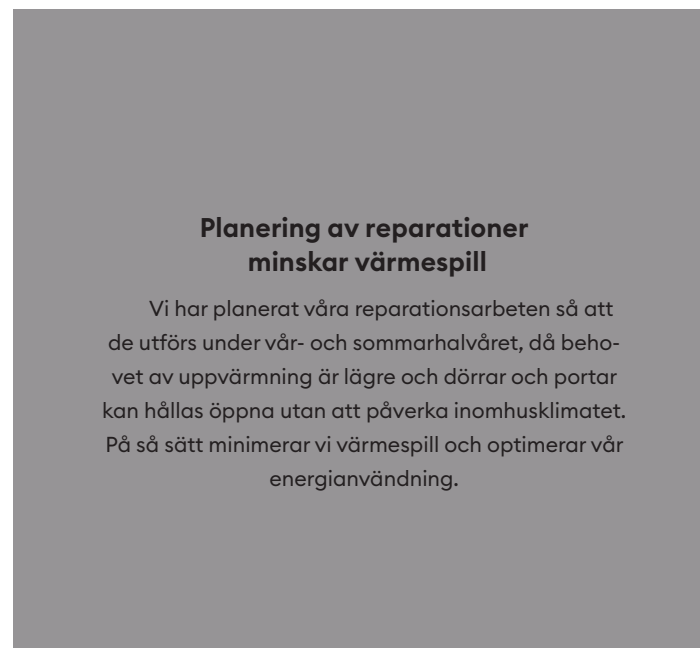 Planering av reparationer
minskar värmespill
Vi har planerat våra reparationsarbeten så att
de utförs under vår- och sommarhalvåret, då beho-
vet av uppvärmning är lägre och dörrar och portar
kan hållas öppna utan att påverka inomhusklimatet.
På så sätt minimerar vi värmespill och optimerar vår
energianvändning.